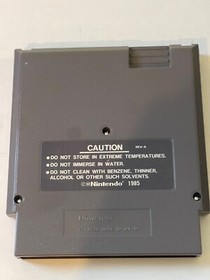 CAUTION
REV-A
•DO NOT STORE IN EXTREME TEMPERATURES.
•DO NOT IMMERSE IN WATER.
•DO NOT CLEAN WITH BENZENE, THINNER,
ALCOHOL OR OTHER SUCH SOLVENTS.
©®Nintendo 1985